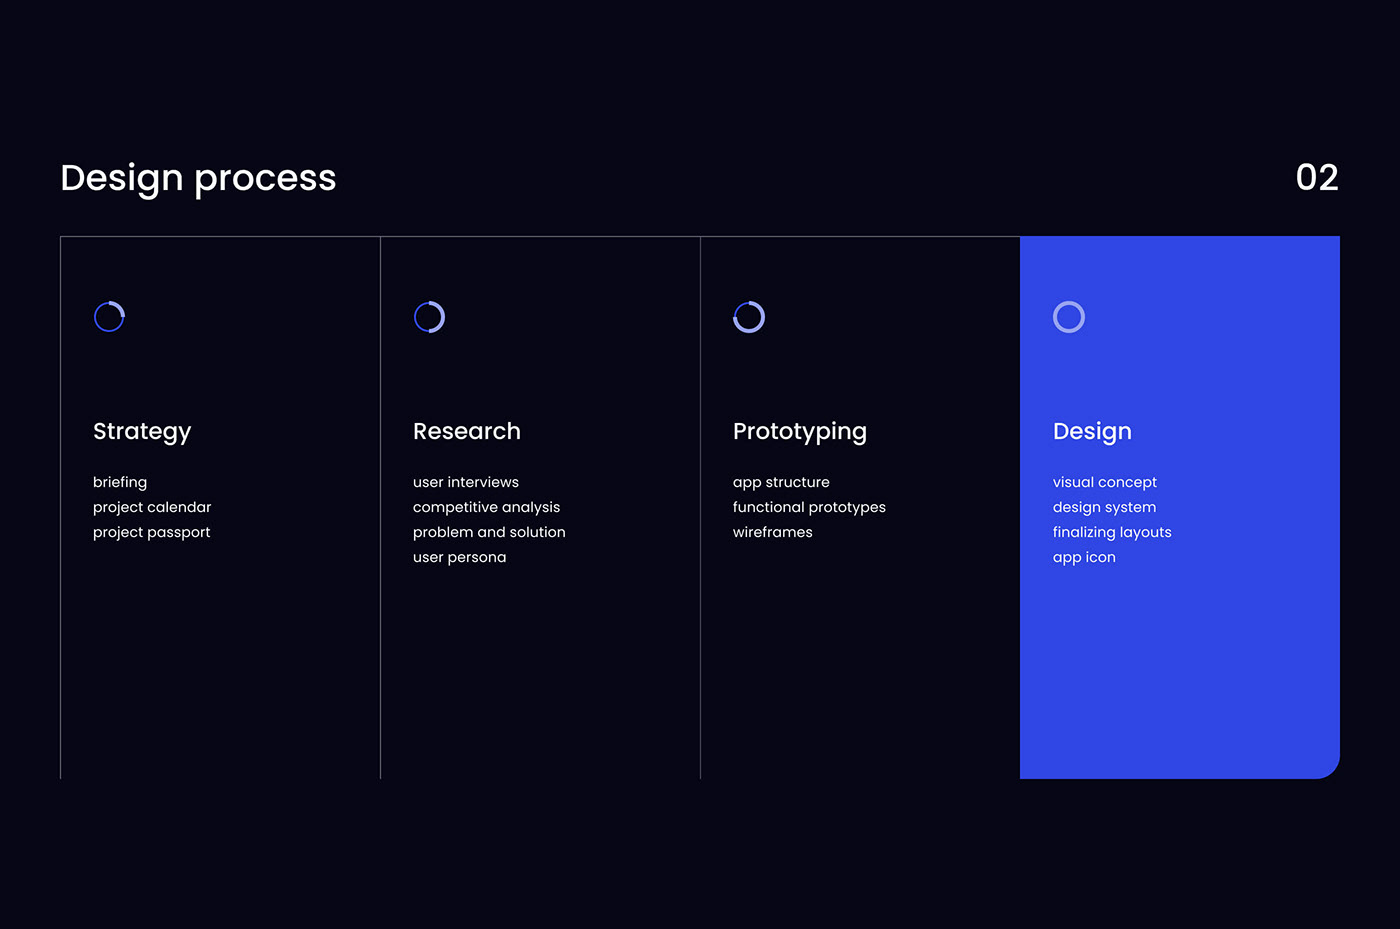 Design process
02
Strategy
briefing
project calendar
project passport
Research
user interviews
competitive analysis
problem and solution
user persona
Prototyping
app structure
functional prototypes
wireframes
Design
visual concept
design system
finalizing layouts
app icon